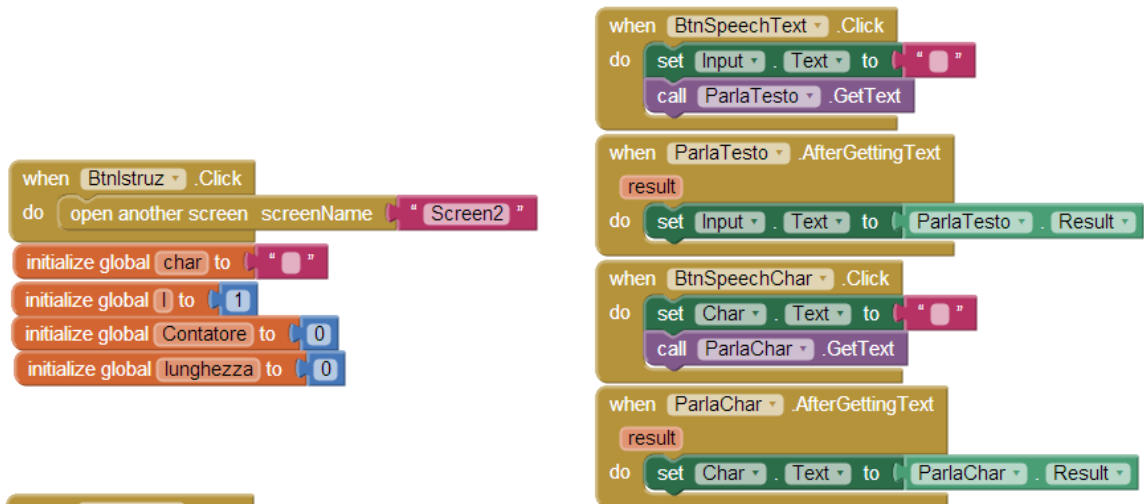 when BtnIstruz .Click
do open another screen screenName " Screen2 "
initialize global char to " "
initialize global I to 1
initialize global Contatore to 0
initialize global lunghezza to 0
when BtnSpeechText .Click
do set Input . Text to " "
call ParlaTesto .GetText
when ParlaTesto .AfterGettingText
result
do set Input . Text to ParlaTesto . Result
when BtnSpeechChar .Click
do set Char . Text to " "
call ParlaChar .GetText
when ParlaChar .AfterGettingText
result
do set Char . Text to ParlaChar . Result